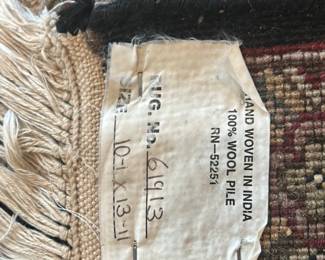 HAND WOVEN IN INDIA
100% WOOL PILE
RN-52251
RUG. No. 61913
SIZE 10-1 X 13-11